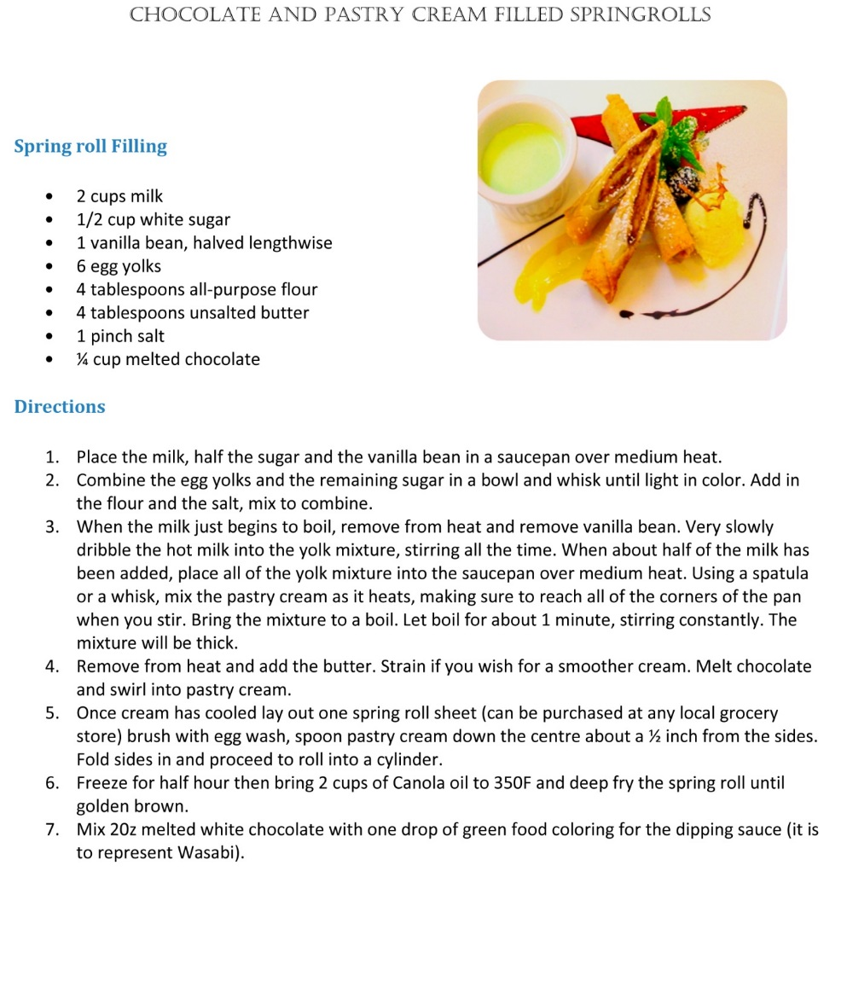 CHOCOLATE AND PASTRY CREAM FILLED SPRINGROLLS
Spring roll Filling
• 2 cups milk
• 1/2 cup white sugar
• 1 vanilla bean, halved lengthwise
• 6 egg yolks
• 4 tablespoons all-purpose flour
• 4 tablespoons unsalted butter
• 1 pinch salt
• ¼ cup melted chocolate
Directions
1. Place the milk, half the sugar and the vanilla bean in a saucepan over medium heat.
2. Combine the egg yolks and the remaining sugar in a bowl and whisk until light in color. Add in
the flour and the salt, mix to combine.
3. When the milk just begins to boil, remove from heat and remove vanilla bean. Very slowly
dribble the hot milk into the yolk mixture, stirring all the time. When about half of the milk has
been added, place all of the yolk mixture into the saucepan over medium heat. Using a spatula
or a whisk, mix the pastry cream as it heats, making sure to reach all of the corners of the pan
when you stir. Bring the mixture to a boil. Let boil for about 1 minute, stirring constantly. The
mixture will be thick.
4. Remove from heat and add the butter. Strain if you wish for a smoother cream. Melt chocolate
and swirl into pastry cream.
5. Once cream has cooled lay out one spring roll sheet (can be purchased at any local grocery
store) brush with egg wash, spoon pastry cream down the centre about a ½ inch from the sides.
Fold sides in and proceed to roll into a cylinder.
6. Freeze for half hour then bring 2 cups of Canola oil to 350F and deep fry the spring roll until
golden brown.
7. Mix 20z melted white chocolate with one drop of green food coloring for the dipping sauce (it is
to represent Wasabi).